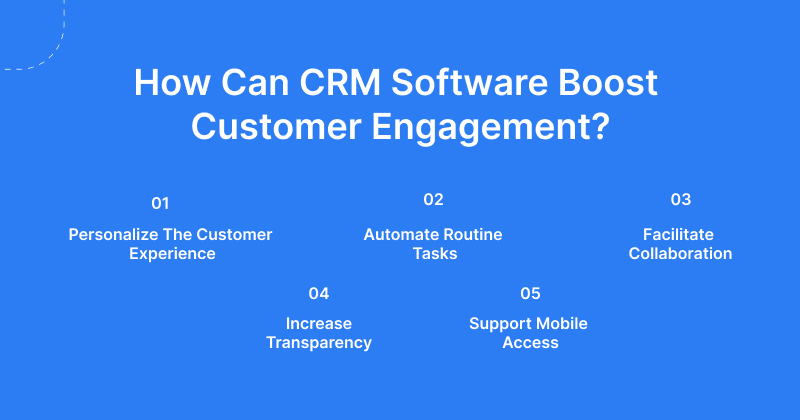 How Can CRM Software Boost
Customer Engagement?
01
Personalize The Customer
Experience
02
Automate Routine
Tasks
03
Facilitate
Collaboration
04
Increase
Transparency
05
Support Mobile
Access